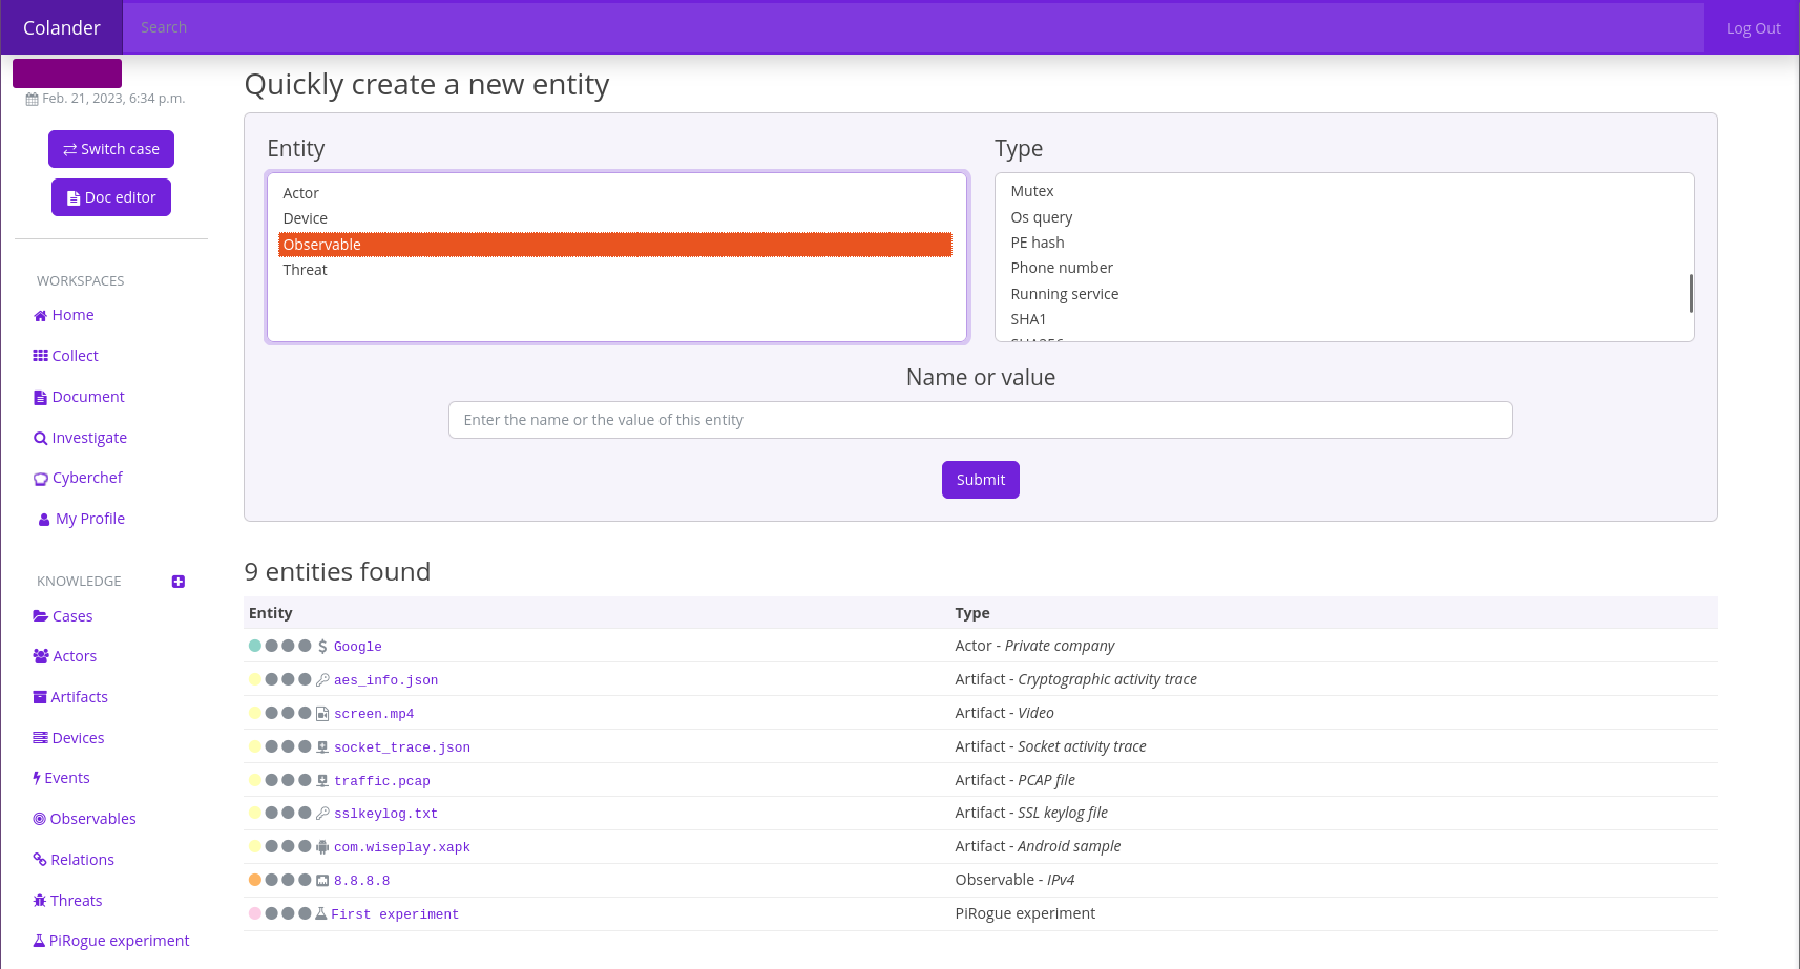 Colander
Search
Log Out
Feb. 21, 2023, 6:34 p.m.
Switch case
Doc editor
WORKSPACES
Home
Collect
Document
Investigate
Cyberchef
My Profile
KNOWLEDGE
Cases
Actors
Artifacts
Devices
Events
Observables
Relations
Threats
PiRogue experiment
Quickly create a new entity
Entity
Actor
Device
Observable
Threat
Type
Mutex
Os query
PE hash
Phone number
Running service
SHA1
Name or value
Enter the name or the value of this entity
Submit
9 entities found
Entity Type
Google Actor - Private company
aes_info.json Artifact - Cryptographic activity trace
screen.mp4 Artifact - Video
socket_trace.json Artifact - Socket activity trace
traffic.pcap Artifact - PCAP file
sslkeylog.txt Artifact - SSL keylog file
com.wiseplay.xapk Artifact - Android sample
8.8.8.8 Observable - IPv4
First experiment PiRogue experiment